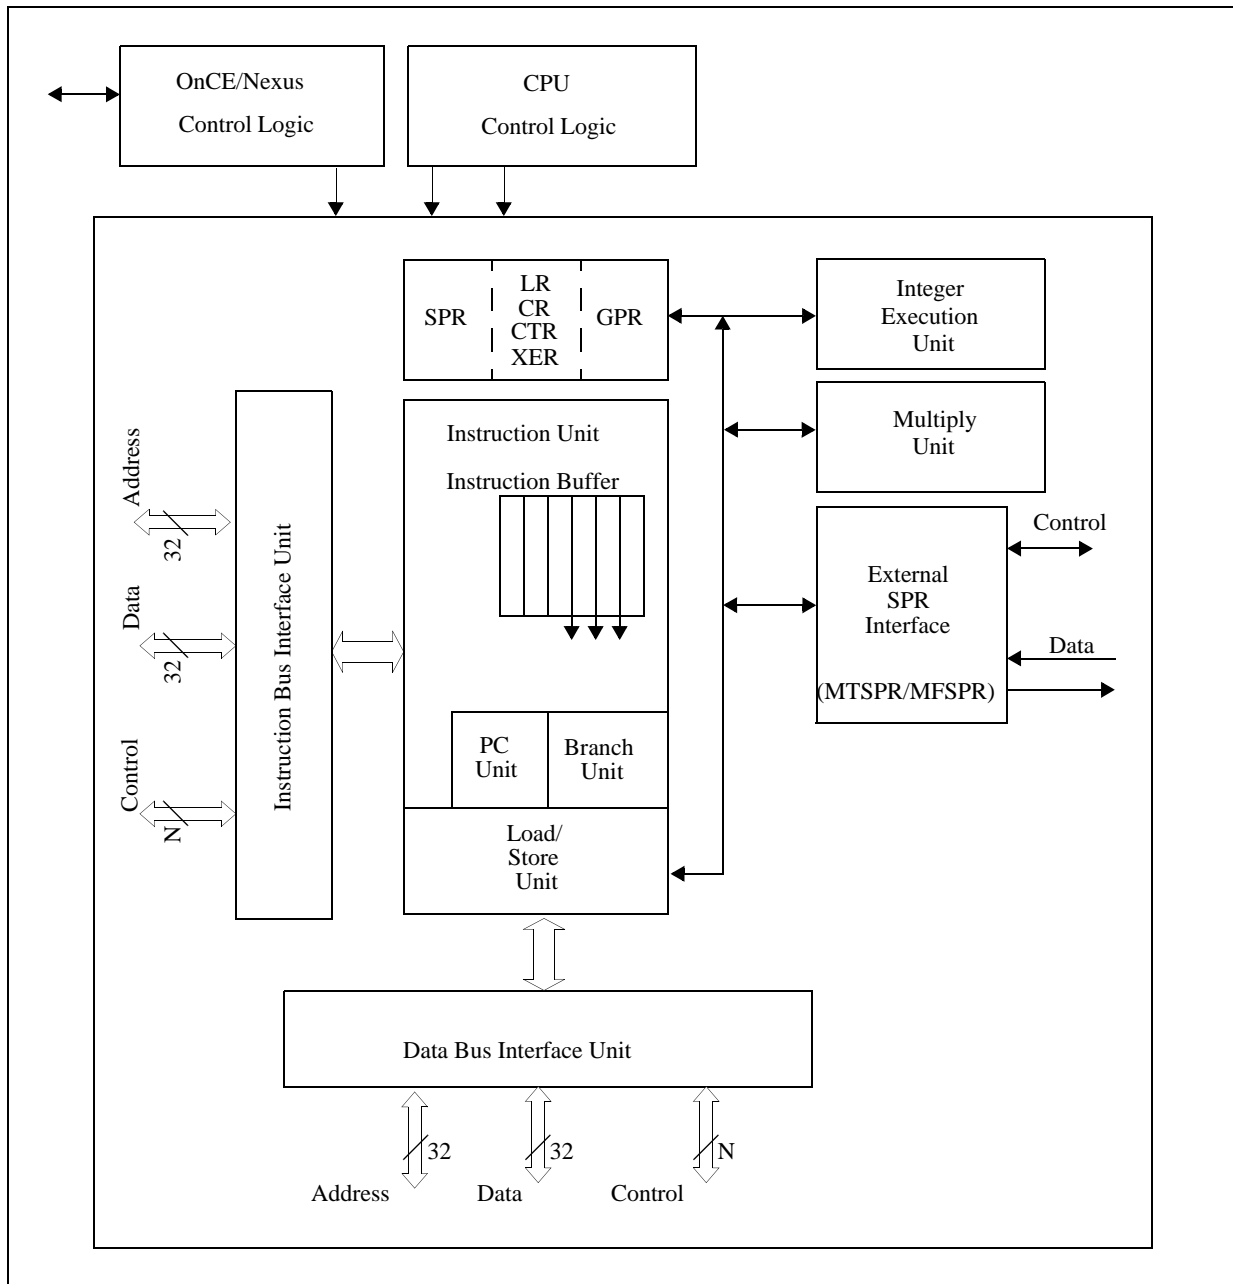 OnCE/Nexus
Control Logic
CPU
Control Logic
SPR
LR
CR
CTR
XER
GPR
Integer
Execution
Unit
Multiply
Unit
External
SPR
Interface
(MTSPR/MFSPR)
Control
Data
Address
32
Data
32
Control
N
Instruction Bus Interface Unit
Instruction Unit
Instruction Buffer
PC
Unit
Branch
Unit
Load/
Store
Unit
Data Bus Interface Unit
32
32
N
Address
Data
Control